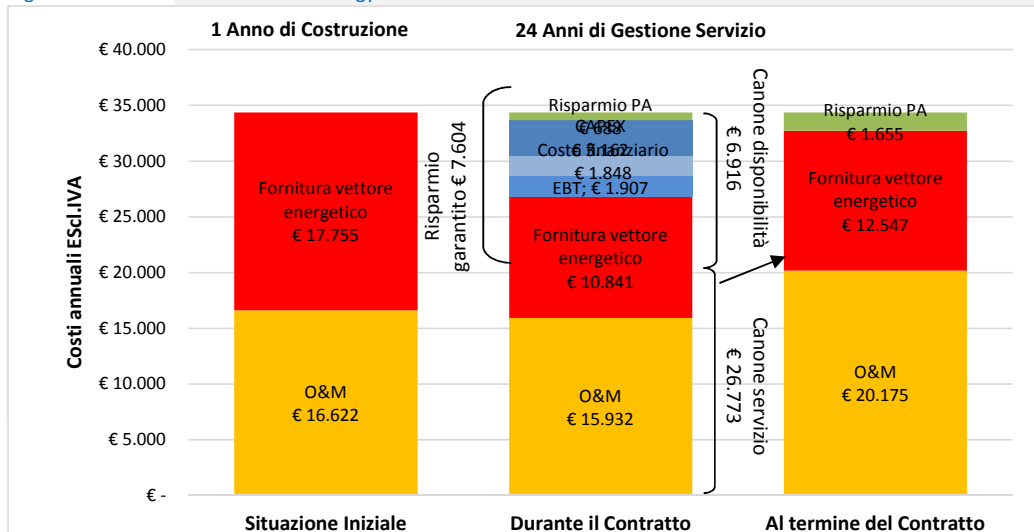 1 Anno di Costruzione
24 Anni di Gestione Servizio
Costi annuali EScl.IVA
€ 40.000
€ 35.000
€ 30.000
€ 25.000
€ 20.000
€ 15.000
€ 10.000
€ 5.000
€ -
Fornitura vettore
energetico
€ 17.755
O&M
€ 16.622
Risparmio
garantito € 7.604
Risparmio PA
€ 688
CAPEX
€ 3.162
Costo finanziario
€ 1.848
EBT; € 1.907
Fornitura vettore
energetico
€ 10.841
O&M
€ 15.932
Canone disponibilità
€ 6.916
Canone servizio
€ 26.773
Risparmio PA
€ 1.655
Fornitura vettore
energetico
€ 12.547
O&M
€ 20.175
Situazione Iniziale
Durante il Contratto
Al termine del Contratto